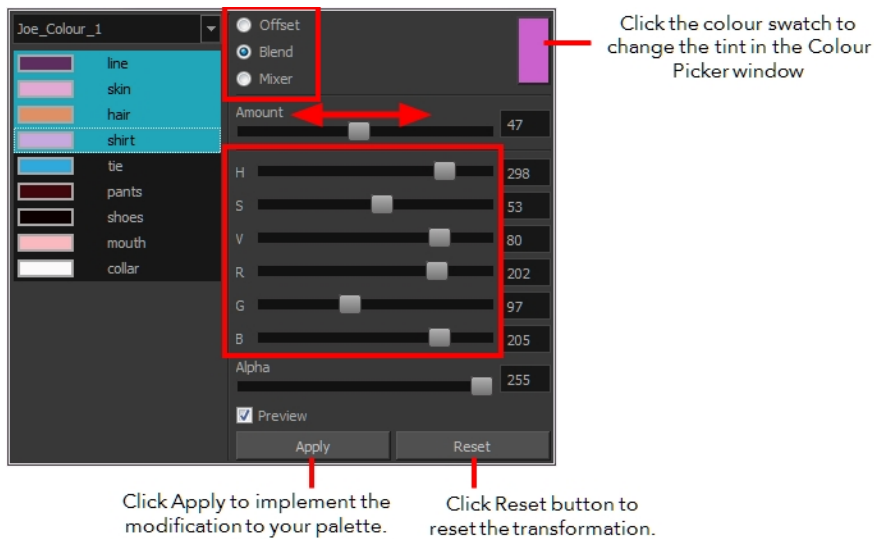 Joe_Colour_1
line
skin
hair
shirt
tie
pants
shoes
mouth
collar
Offset
Blend
Mixer
Amount
47
H
298
S
53
V
80
R
202
G
97
B
205
Alpha
255
Preview
Apply
Reset
Click the colour swatch to
change the tint in the Colour
Picker window
Click Apply to implement the
modification to your palette.
Click Reset button to
reset the transformation.